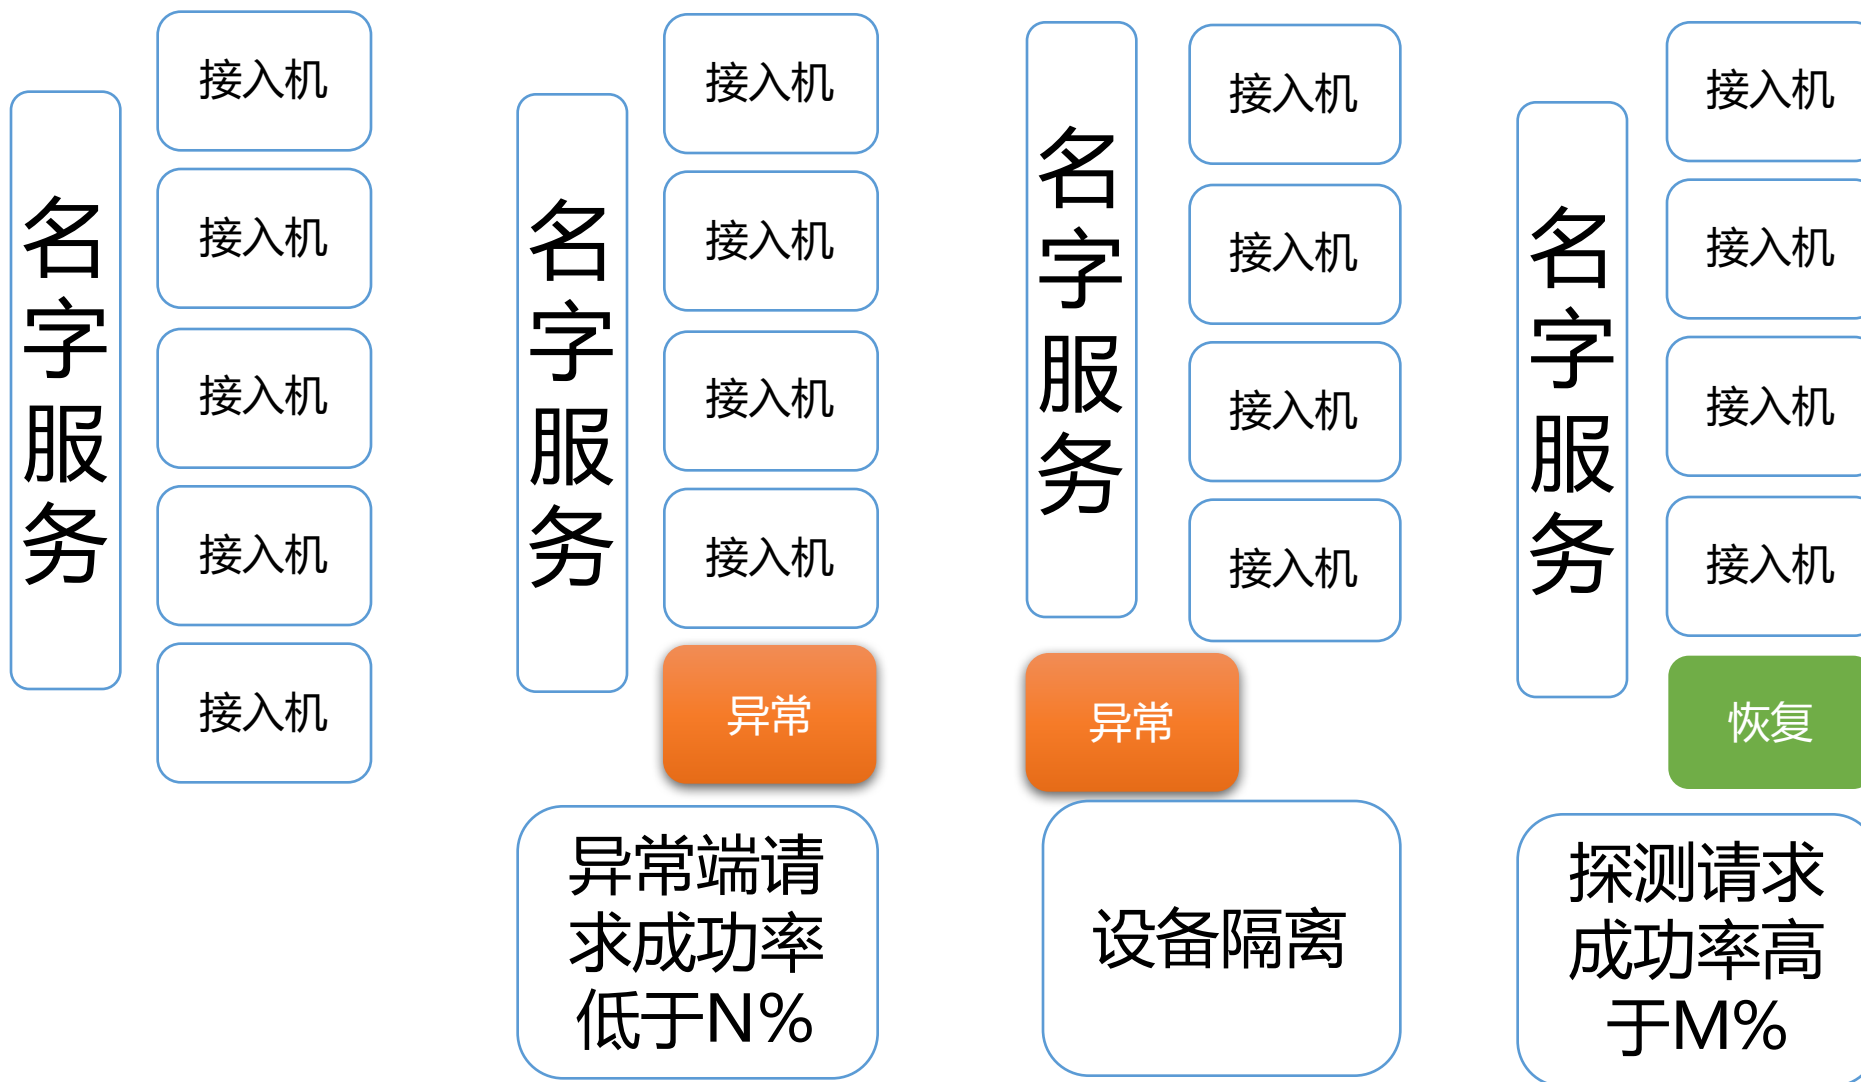 名字服务
接入机
接入机
接入机
接入机
接入机
名字服务
接入机
接入机
接入机
接入机
异常
异常端请
求成功率
低于N%
名字服务
接入机
接入机
接入机
接入机
异常
设备隔离
名字服务
接入机
接入机
接入机
接入机
恢复
探测请求
成功率高
于M%